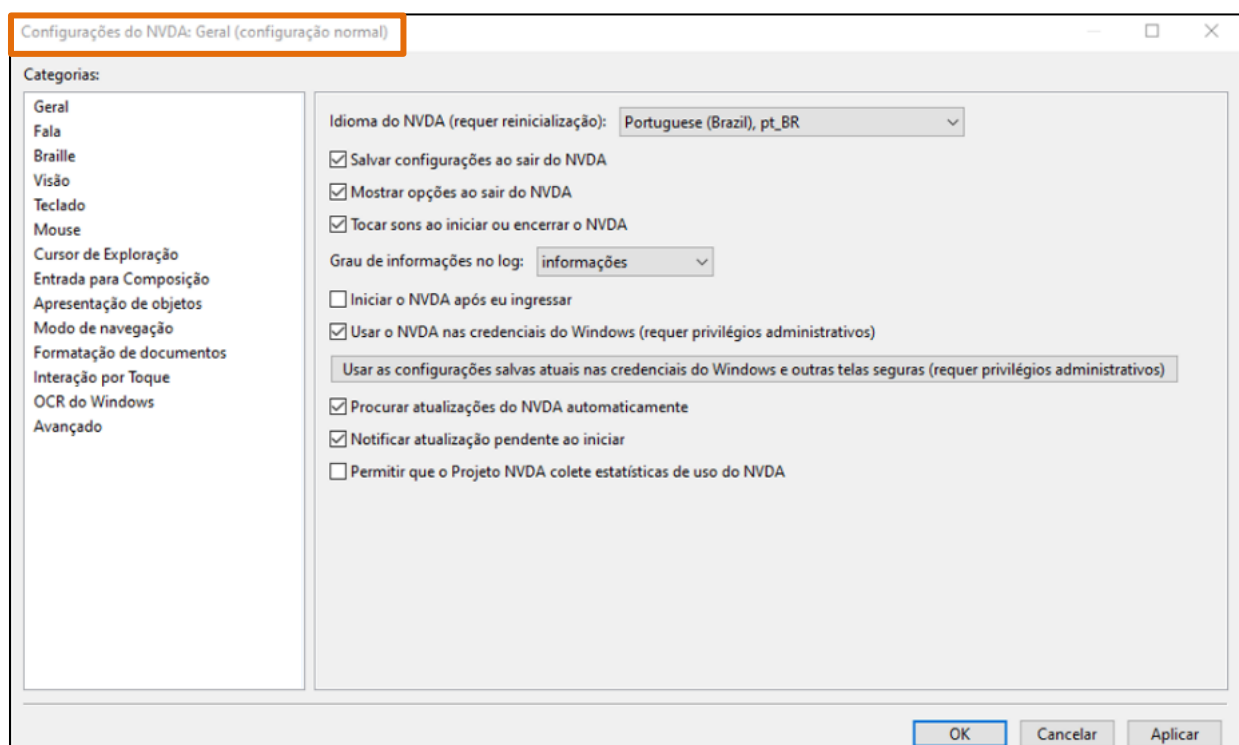 Configurações do NVDA: Geral (configuração normal)
Categorias:
Geral
Fala
Braille
Visão
Teclado
Mouse
Cursor de Exploração
Entrada para Composição
Apresentação de objetos
Modo de navegação
Formatação de documentos
Interação por Toque
OCR do Windows
Avançado
Idioma do NVDA (requer reinicialização): Portuguese (Brazil), pt_BR
Salvar configurações ao sair do NVDA
Mostrar opções ao sair do NVDA
Tocar sons ao iniciar ou encerrar o NVDA
Grau de informações no log: informações
Iniciar o NVDA após eu ingressar
Usar o NVDA nas credenciais do Windows (requer privilégios administrativos)
Usar as configurações salvas atuais nas credenciais do Windows e outras telas seguras (requer privilégios administrativos)
Procurar atualizações do NVDA automaticamente
Notificar atualização pendente ao iniciar
Permitir que o Projeto NVDA colete estatísticas de uso do NVDA
OK Cancelar Aplicar